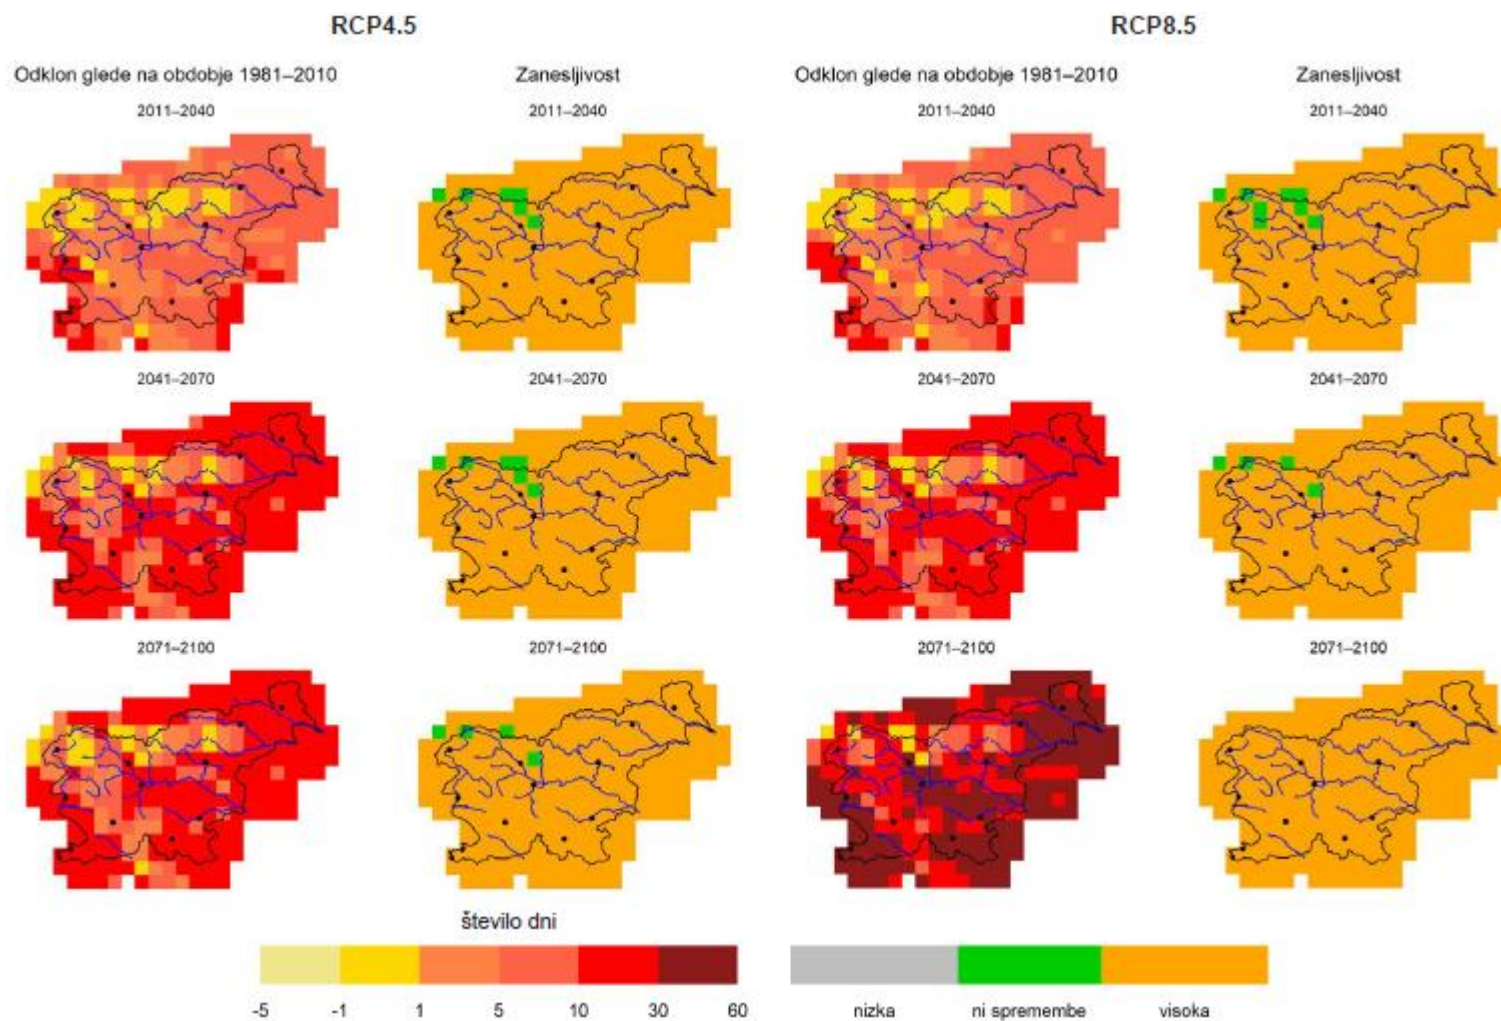 RCP4.5
RCP8.5
Odklon glede na obdobje 1981–2010
Zanesljivost
Odklon glede na obdobje 1981–2010
Zanesljivost
2011–2040
2011–2040
2011–2040
2011–2040
2041–2070
2041–2070
2041–2070
2041–2070
2071–2100
2071–2100
2071–2100
2071–2100
število dni
-5 -1 1 5 10 30 60
nizka ni spremembe visoka